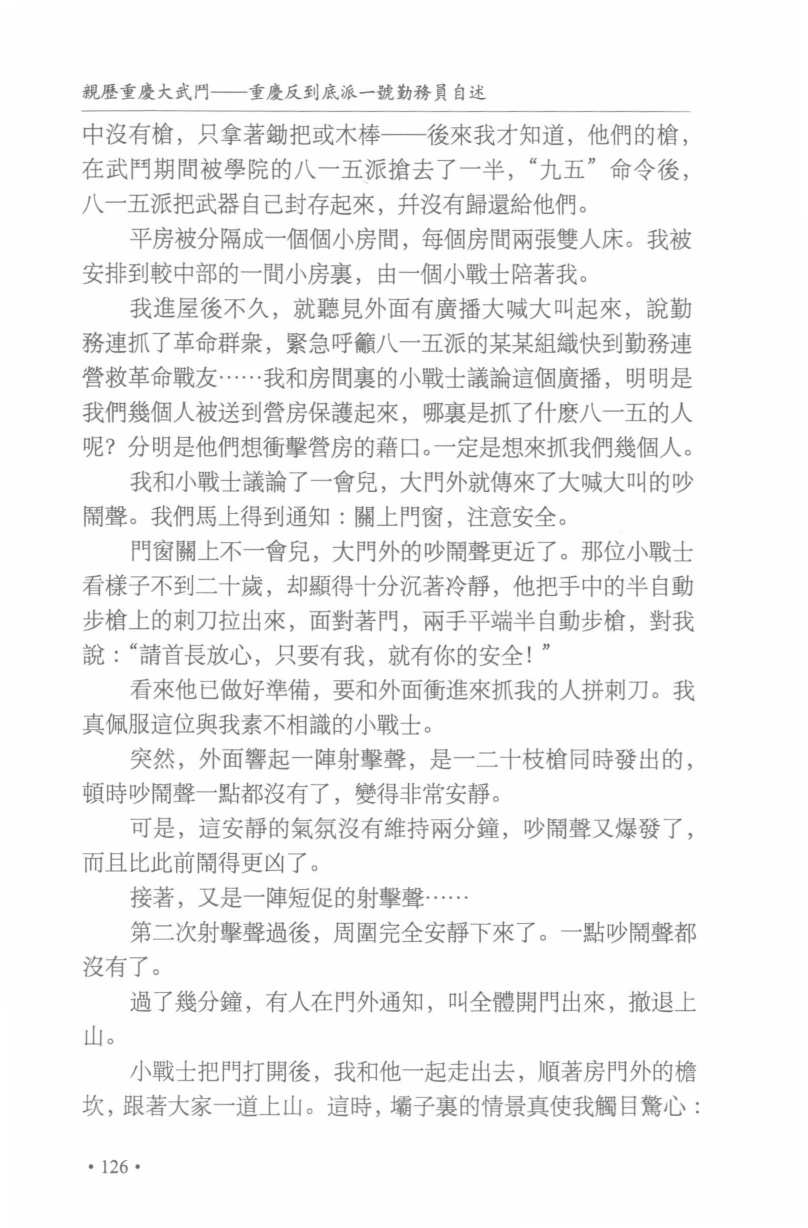 親歷重慶大武鬥——重慶反到底派一號勤務員自述
中沒有槍，只拿著鋤把或木棒——後來我才知道，他們的槍，
在武鬥期間被學院的八一五派搶去了一半，“九五”命令後，
八一五派把武器自己封存起來，幷沒有歸還給他們。
平房被分隔成一個個小房間，每個房間兩張雙人床。我被
安排到較中部的一間小房裏，由一個小戰士陪著我。
我進屋後不久，就聽見外面有廣播大喊大叫起來，說勤
務連抓了革命群衆，緊急呼籲八一五派的某某組織快到勤務連
營救革命戰友……我和房間裏的小戰士議論這個廣播，明明是
我們幾個人被送到營房保護起來，哪裏是抓了什麽八一五的人
呢？分明是他們想衝擊營房的藉口。一定是想來抓我們幾個人。
我和小戰士議論了一會兒，大門外就傳來了大喊大叫的吵
鬧聲。我們馬上得到通知：關上門窗，注意安全。
門窗關上不一會兒，大門外的吵鬧聲更近了。那位小戰士
看樣子不到二十歲，却顯得十分沉著冷靜，他把手中的半自動
步槍上的刺刀拉出來，面對著門，兩手平端半自動步槍，對我
說：“請首長放心，只要有我，就有你的安全！”
看來他已做好準備，要和外面衝進來抓我的人拼刺刀。我
真佩服這位與我素不相識的小戰士。
突然，外面響起一陣射擊聲，是一二十枝槍同時發出的，
頓時吵鬧聲一點都沒有了，變得非常安靜。
可是，這安靜的氣氛沒有維持兩分鐘，吵鬧聲又爆發了，
而且比此前鬧得更凶了。
接著，又是一陣短促的射擊聲……
第二次射擊聲過後，周圍完全安靜下來了。一點吵鬧聲都
沒有了。
過了幾分鐘，有人在門外通知，叫全體開門出來，撤退上
山。
小戰士把門打開後，我和他一起走出去，順著房門外的檐
坎，跟著大家一道上山。這時，壩子裏的情景真使我觸目驚心：
·126·